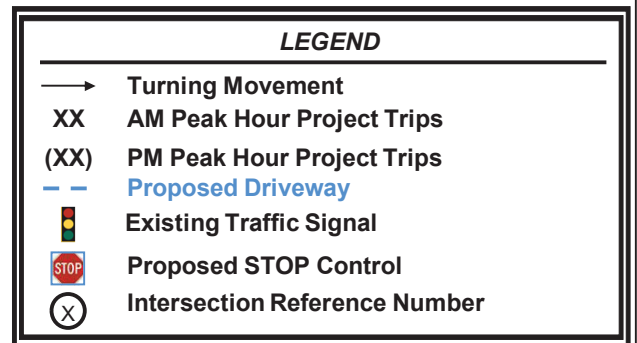 LEGEND
Turning Movement
XX AM Peak Hour Project Trips
(XX) PM Peak Hour Project Trips
Proposed Driveway
Existing Traffic Signal
STOP Proposed STOP Control
X Intersection Reference Number